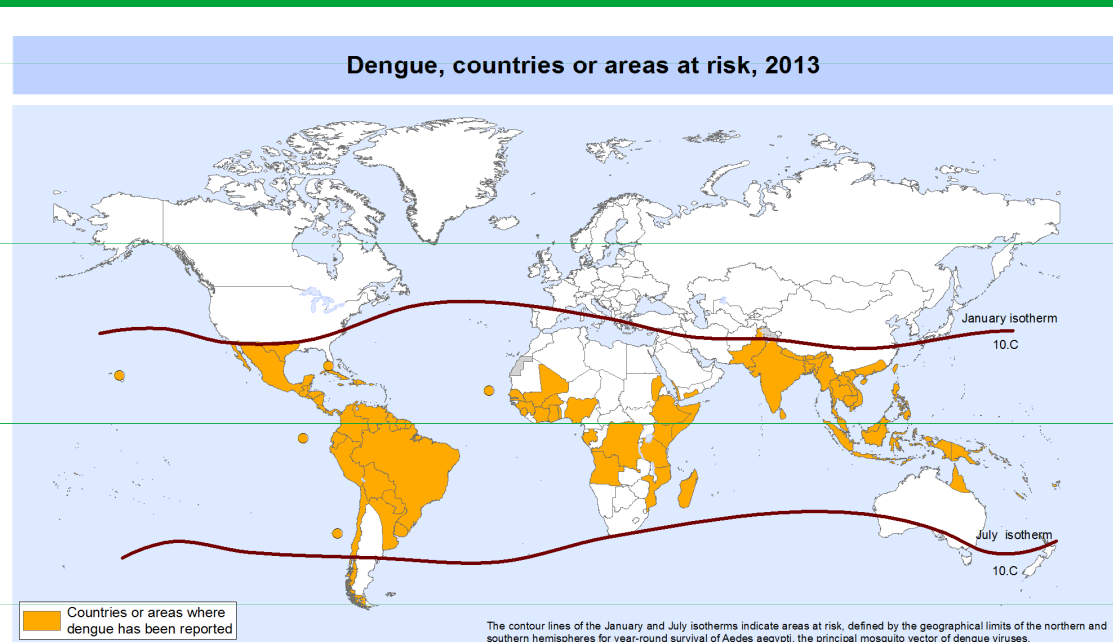 Dengue, countries or areas at risk, 2013
January isotherm
10.C
July isotherm
10.C
Countries or areas where
dengue has been reported
The contour lines of the January and July isotherms indicate areas at risk, defined by the geographical limits of the northern and
southern hemispheres for year-round survival of Aedes aegypti, the principal mosquito vector of dengue viruses.